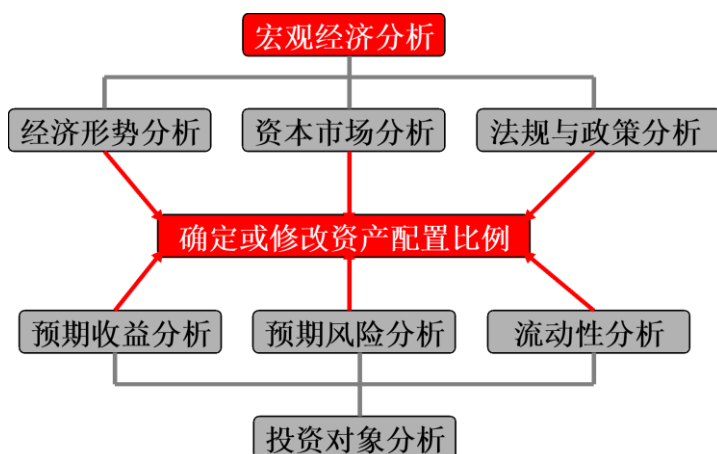 宏观经济分析
经济形势分析
资本市场分析
法规与政策分析
确定或修改资产配置比例
预期收益分析
预期风险分析
流动性分析
投资对象分析